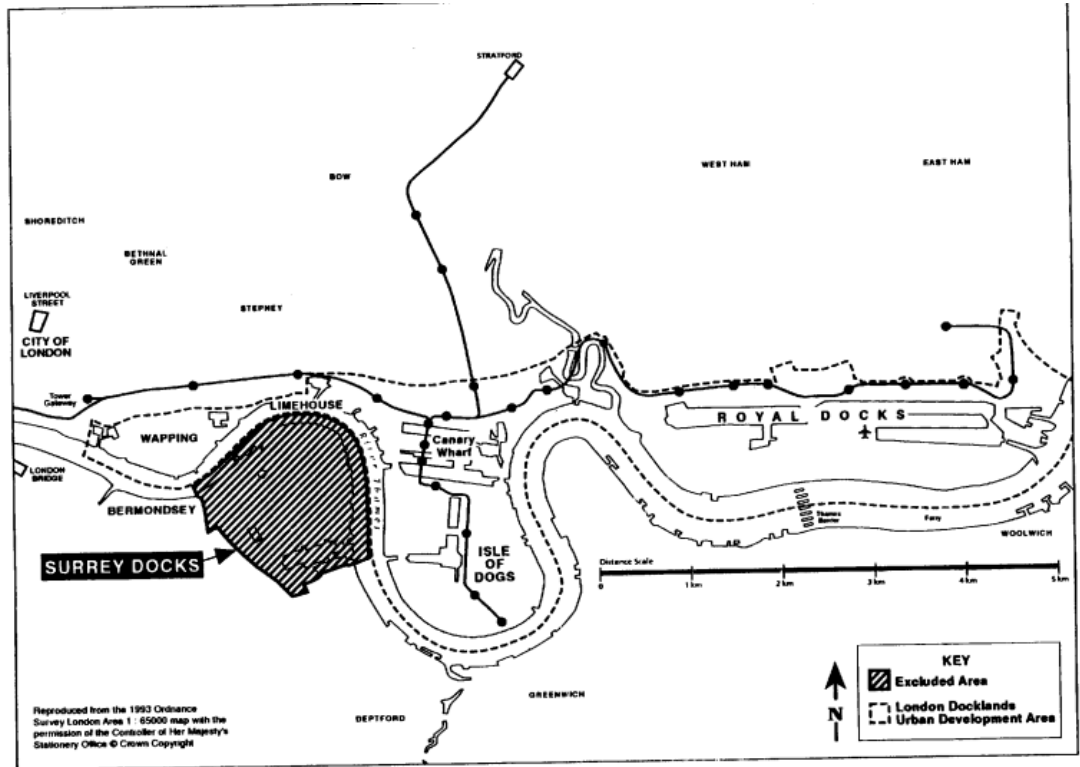 STRATFORD
WEST HAM
EAST HAM
BOW
SHOREDITCH
BETHNAL
GREEN
LIVERPOOL
STREET
STEPNEY
CITY OF
LONDON
Tower
Gateway
LIMEHOUSE
WAPPING
River Thames
Canary
Wharf
ROYAL DOCKS
LONDON
BRIDGE
BERMONDSEY
Thames
Barrier
Ferry
WOOLWICH
SURREY DOCKS
ISLE
OF
DOGS
Distance Scale
0
1 km
2 km
3 km
4 km
5 km
KEY
Excluded Area
London Docklands
Urban Development Area
N
GREENWICH
DEPTFORD
Reproduced from the 1993 Ordnance
Survey London Area 1 : 65000 map with the
permission of the Controller of Her Majesty's
Stationery Office © Crown Copyright